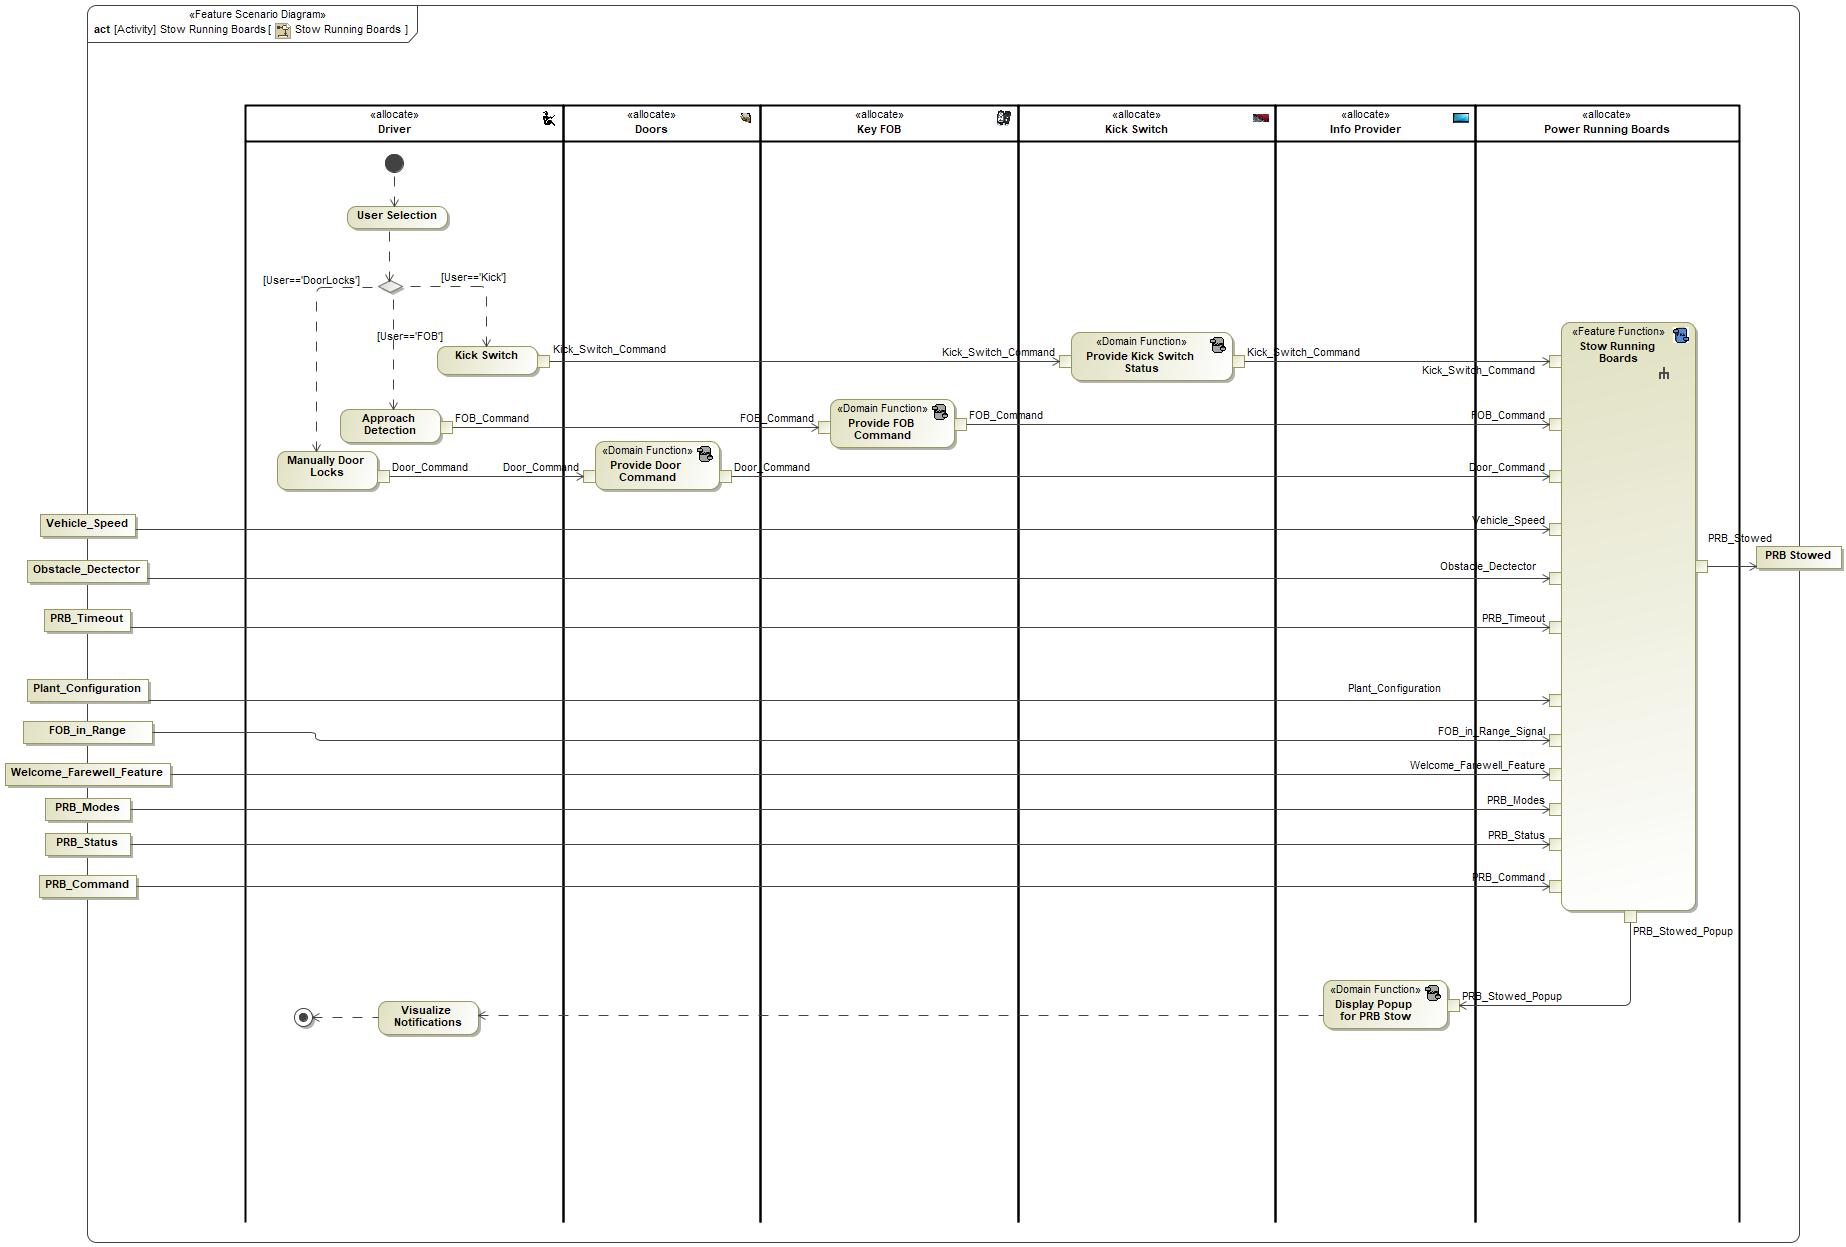 «Feature Scenario Diagram»
act [Activity] Stow Running Boards[ Stow Running Boards ]
«allocate»
Driver
«allocate»
Doors
«allocate»
Key FOB
«allocate»
Kick Switch
«allocate»
Info Provider
«allocate»
Power Running Boards
User Selection
[User=='DoorLocks']
[User=='Kick']
[User=='FOB']
Kick Switch
Kick_Switch_Command
Kick_Switch_Command
«Domain Function»
Provide Kick Switch
Status
Kick_Switch_Command
Kick_Switch_Command
«Feature Function»
Stow Running
Boards
Approach
Detection
FOB_Command
FOB_Command
«Domain Function»
Provide FOB
Command
FOB_Command
FOB_Command
Manually Door
Locks
Door_Command
Door_Command
«Domain Function»
Provide Door
Command
Door_Command
Door_Command
Vehicle_Speed
Vehicle_Speed
PRB_Stowed
PRB Stowed
Obstacle_Dectector
Obstacle_Dectector
PRB_Timeout
PRB_Timeout
Plant_Configuration
Plant_Configuration
FOB_in_Range
FOB_in_Range_Signal
Welcome_Farewell_Feature
Welcome_Farewell_Feature
PRB_Modes
PRB_Modes
PRB_Status
PRB_Status
PRB_Command
PRB_Command
PRB_Stowed_Popup
«Domain Function»
Display Popup
for PRB Stow
PRB_Stowed_Popup
Visualize
Notifications